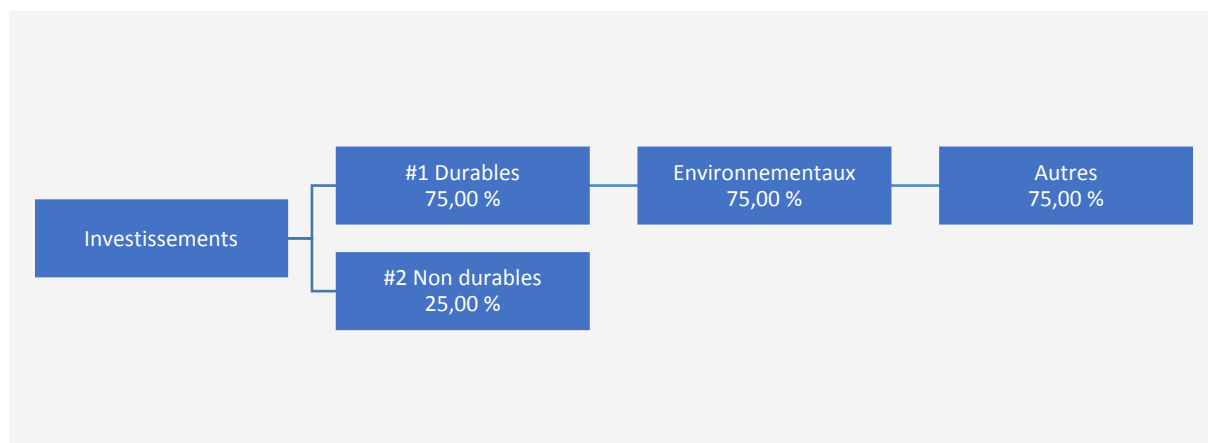 Investissements
#1 Durables
75,00 %
Environnementaux
75,00 %
Autres
75,00 %
#2 Non durables
25,00 %